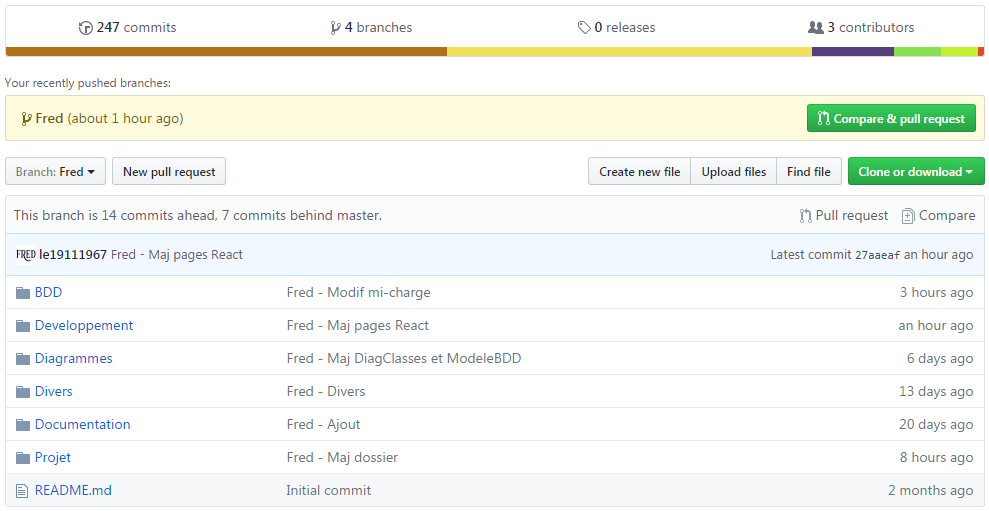 247 commits 4 branches 0 releases 3 contributors
Your recently pushed branches:
Fred (about 1 hour ago) Compare & pull request
Branch: Fred New pull request Create new file Upload files Find file Clone or download
This branch is 14 commits ahead, 7 commits behind master. Pull request Compare
FRED le19111967 Fred - Maj pages React Latest commit 27aaeaf an hour ago
BDD Fred - Modif mi-charge 3 hours ago
Developpement Fred - Maj pages React an hour ago
Diagrammes Fred - Maj DiagClasses et ModeleBDD 6 days ago
Divers Fred - Divers 13 days ago
Documentation Fred - Ajout 20 days ago
Projet Fred - Maj dossier 8 hours ago
README.md Initial commit 2 months ago